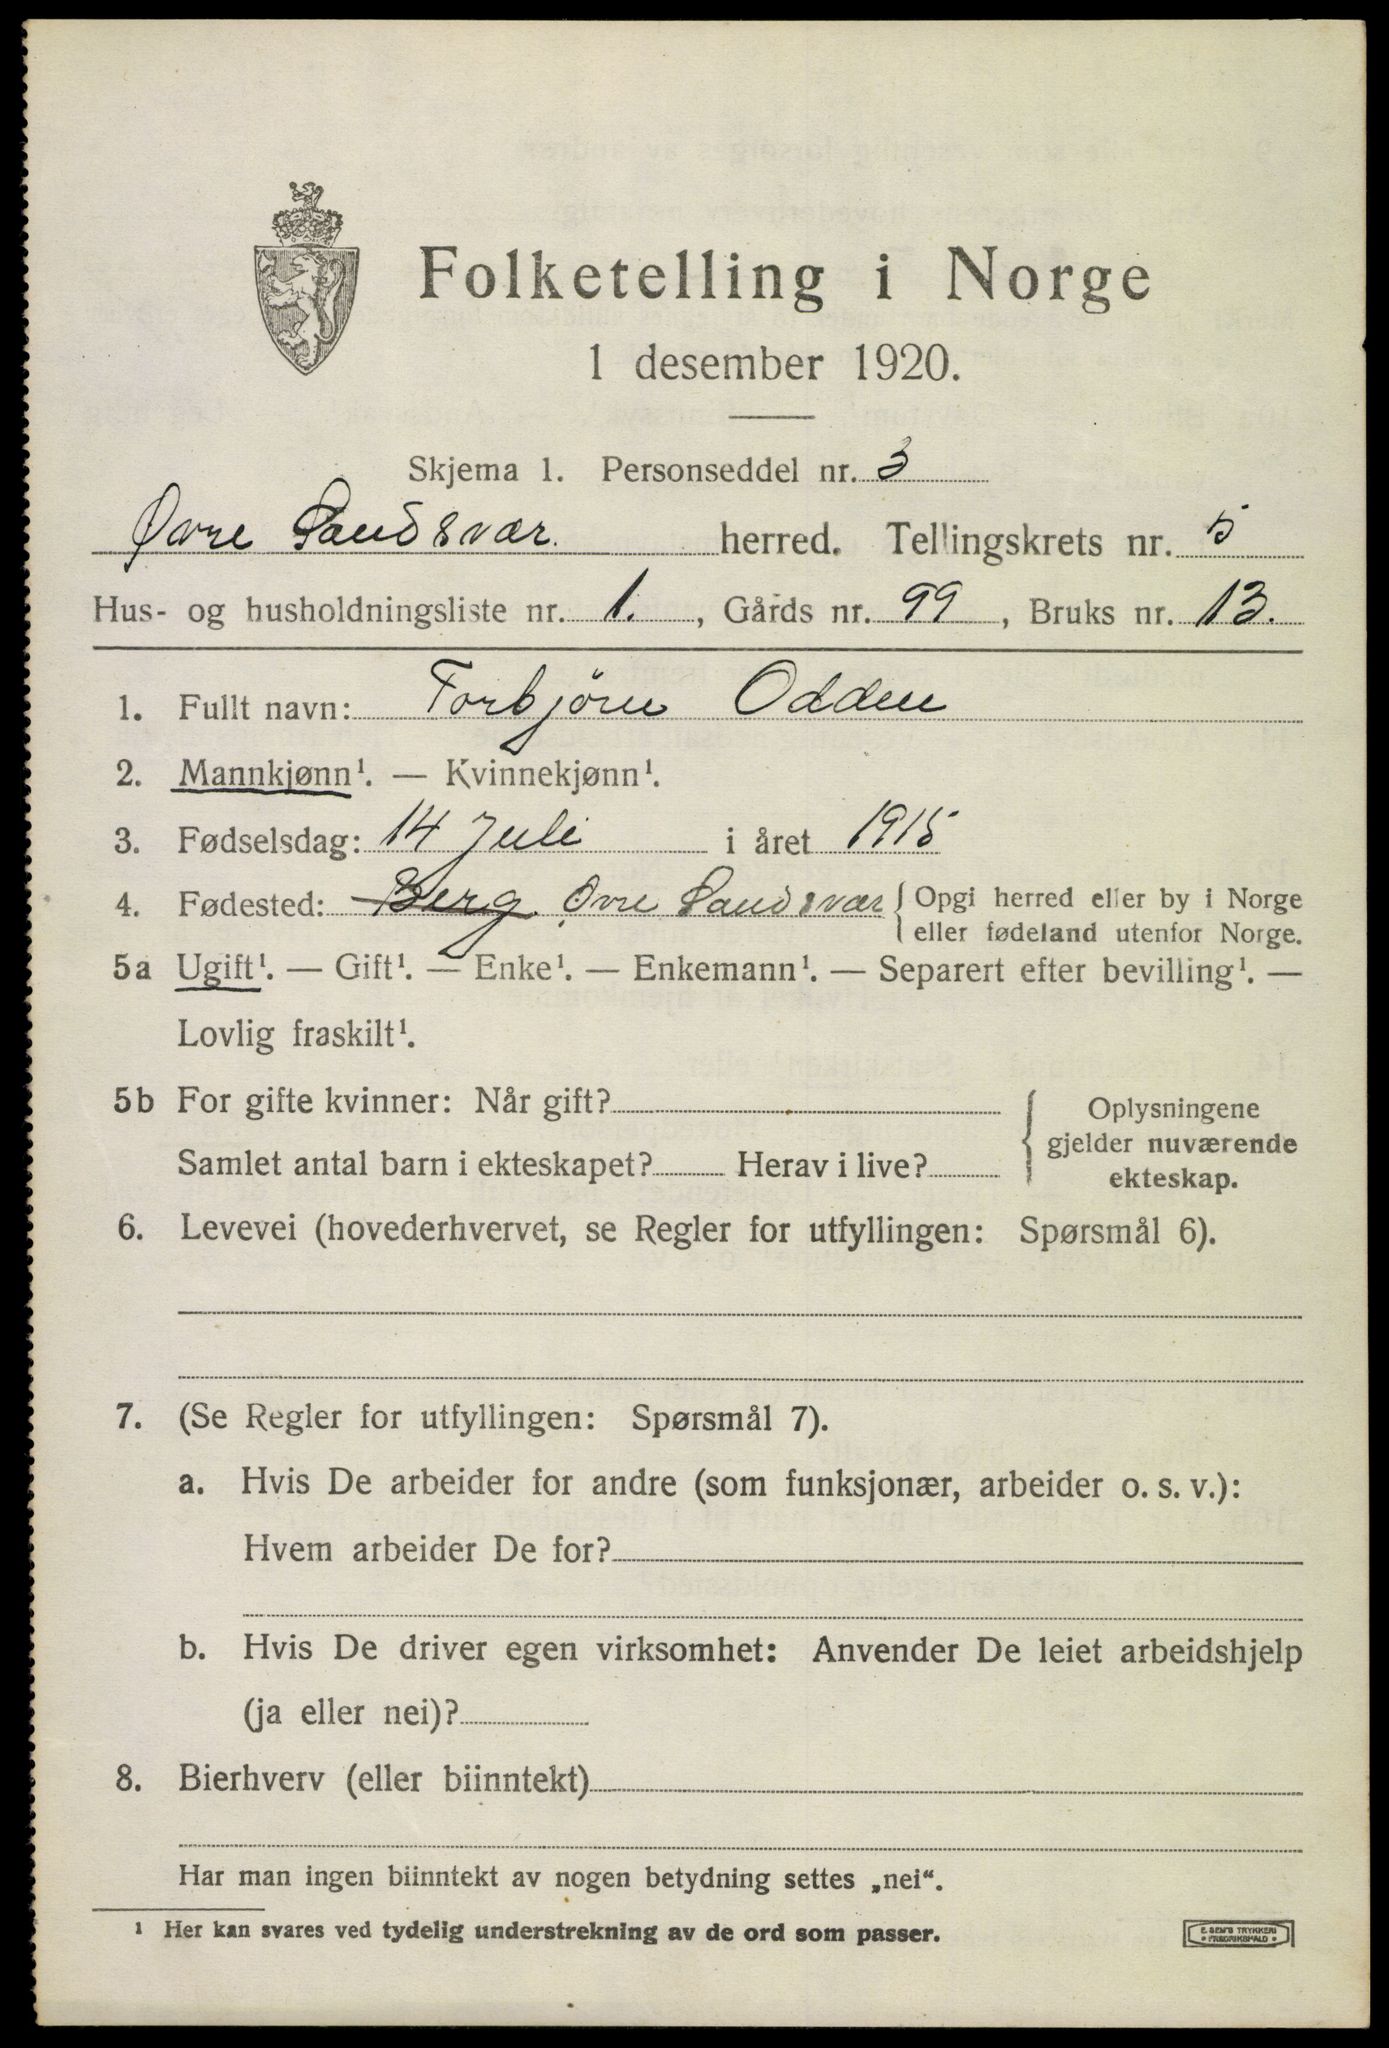 Folketelling i Norge
1 desember 1920.
Skjema 1. Personseddel nr. 3
Øvre Sandsvær. herred. Tellingskrets nr. 5
Hus- og husholdningsliste nr. 1., Gårds nr. 99, Bruks nr. 13.
1. Fullt navn: Torbjörn Odden
2. Mannkjønn¹. — Kvinnekjønn¹.
3. Fødselsdag: 14 Juli i året 1915
4. Fødested: Berg. Øvre Sandsvær { Opgi herred eller by i Norge
eller fødeland utenfor Norge.
5a Ugift¹. — Gift¹. — Enke¹. — Enkemann¹. — Separert efter bevilling¹. —
Lovlig fraskilt¹.
5b For gifte kvinner: Når gift?
Samlet antal barn i ekteskapet? Herav i live?
Oplysningene
gjelder nuværende
ekteskap.
6. Levevei (hovederhvervet, se Regler for utfyllingen: Spørsmål 6).
7. (Se Regler for utfyllingen: Spørsmål 7).
a. Hvis De arbeider for andre (som funksjonær, arbeider o. s. v.):
Hvem arbeider De for?
b. Hvis De driver egen virksomhet: Anvender De leiet arbeidshjelp
(ja eller nei)?
8. Bierhverv (eller biinntekt)
Har man ingen biinntekt av nogen betydning settes „nei“.
¹ Her kan svares ved tydelig understrekning av de ord som passer.
E. SEM'S TRYKKERI
• FREDRIKSHALD •